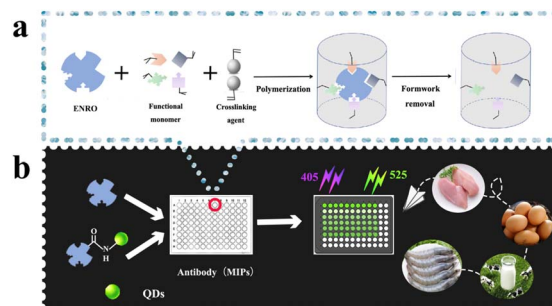 a
ENRO
+
+
Functional
monomer
Crosslinking
agent
Polymerization
Formwork
removal
b
405
525
O
N
H
QDs
Antibody（MIPs）